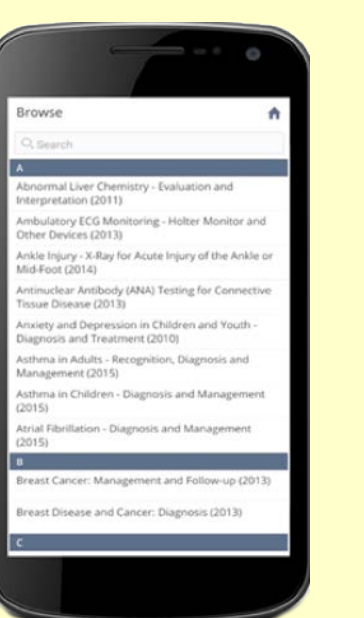 Browse
Search
A
Abnormal Liver Chemistry - Evaluation and
Interpretation (2011)
Ambulatory ECG Monitoring - Holter Monitor and
Other Devices (2013)
Ankle Injury - X-Ray for Acute Injury of the Ankle or
Mid-Foot (2014)
Antinuclear Antibody (ANA) Testing for Connective
Tissue Disease (2013)
Anxiety and Depression in Children and Youth -
Diagnosis and Treatment (2010)
Asthma in Adults - Recognition, Diagnosis and
Management (2015)
Asthma in Children - Diagnosis and Management
(2015)
Atrial Fibrillation - Diagnosis and Management
(2015)
B
Breast Cancer: Management and Follow-up (2013)
Breast Disease and Cancer: Diagnosis (2013)
C